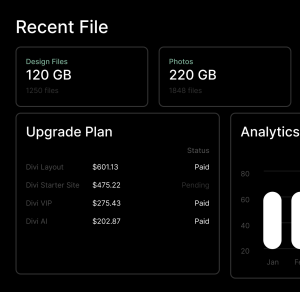 Recent File
Design Files
120 GB
1250 files
Photos
220 GB
1848 files
Upgrade Plan
Status
Divi Layout $601.13 Paid
Divi Starter Site $475.22 Pending
Divi VIP $275.43 Paid
Divi AI $202.87 Paid
Analytics
80
60
40
20
Jan